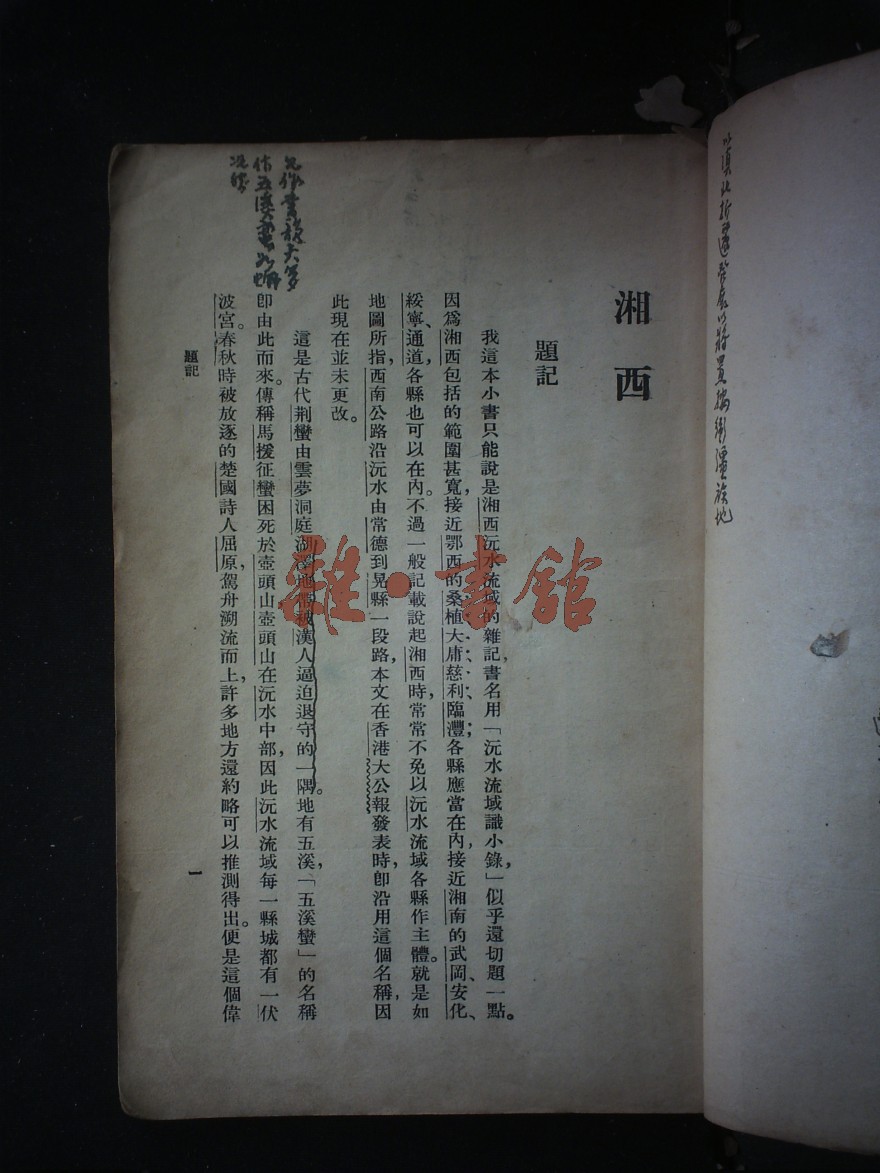 湘西
題記
我這本小書只能說是湘西沅水流域的雜記，書名用「沅水流域識小錄，」似乎還切題一點。
因爲湘西包括的範圍甚寬，接近鄂西的桑植、大庸、慈利、臨澧；各縣應當在內，接近湘南的武岡、安化、
綏寧、通道，各縣也可以在內。不過一般記載說起湘西時，常常不免以沅水流域各縣作主體。就是如
地圖所指，西南公路沿沅水由常德到晃縣一段路，本文在香港大公報發表時，卽沿用這個名稱，因
此現在並未更改。
這是古代荆蠻由雲夢洞庭湖澤地帶被漢人逼迫退守的一隅。地有五溪，「五溪蠻」的名稱
卽由此而來。傳稱馬援征蠻困死於壺頭山，壺頭山在沅水中部，因此沅水流域每一縣城都有一伏
波宮。春秋時被放逐的楚國詩人屈原，駕舟溯流而上，許多地方還約略可以推測得出。便是這個偉
題記
一
雜·書館